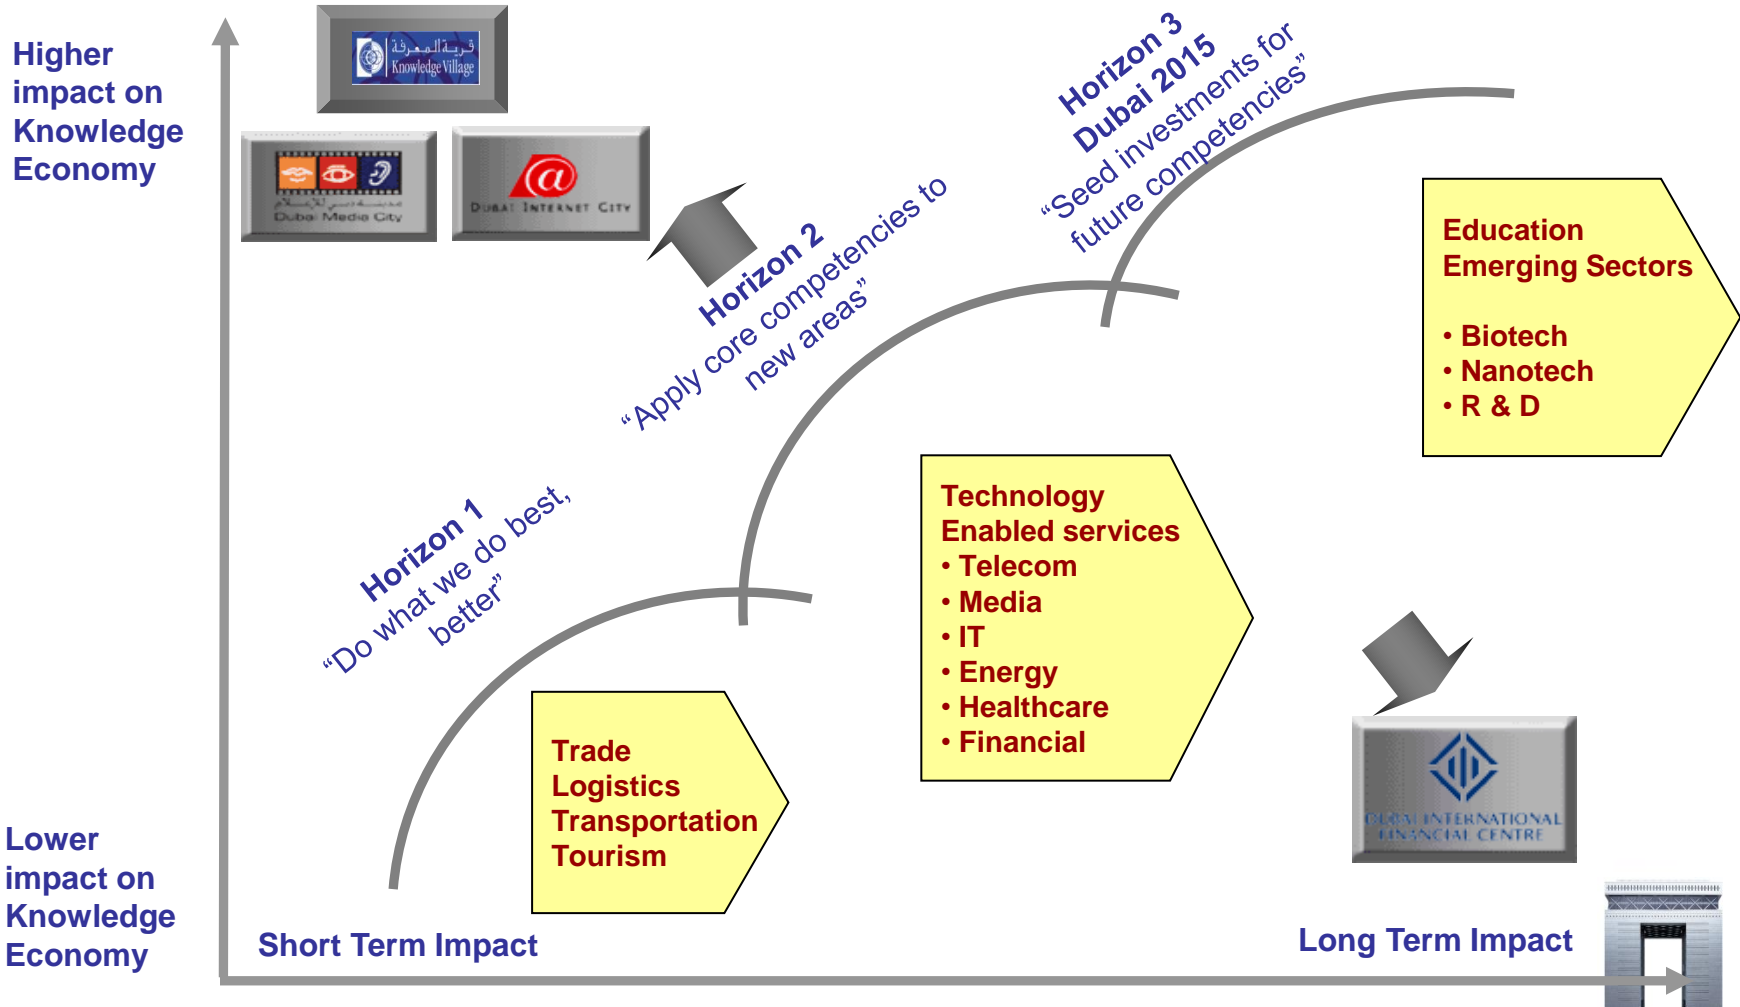 Higher
impact on
Knowledge
Economy
قرية المعرفة
Knowledge Village
مدينة دبي للإعلام
Dubai Media City
DUBAI INTERNET CITY
Horizon 1
“Do what we do best,
better”
Horizon 2
“Apply core competencies to
new areas”
Horizon 3
Dubai 2015
“Seed investments for
future competencies”
Education
Emerging Sectors
• Biotech
• Nanotech
• R & D
Technology
Enabled services
• Telecom
• Media
• IT
• Energy
• Healthcare
• Financial
Trade
Logistics
Transportation
Tourism
DUBAI INTERNATIONAL
FINANCIAL CENTRE
Lower
impact on
Knowledge
Economy
Short Term Impact
Long Term Impact